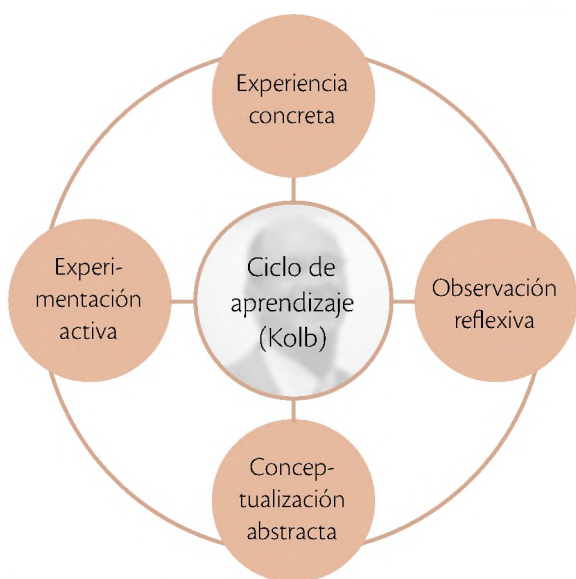 Experiencia
concreta
Experi-
mentación
activa
Ciclo de
aprendizaje
(Kolb)
Observación
reflexiva
Concep-
tualización
abstracta